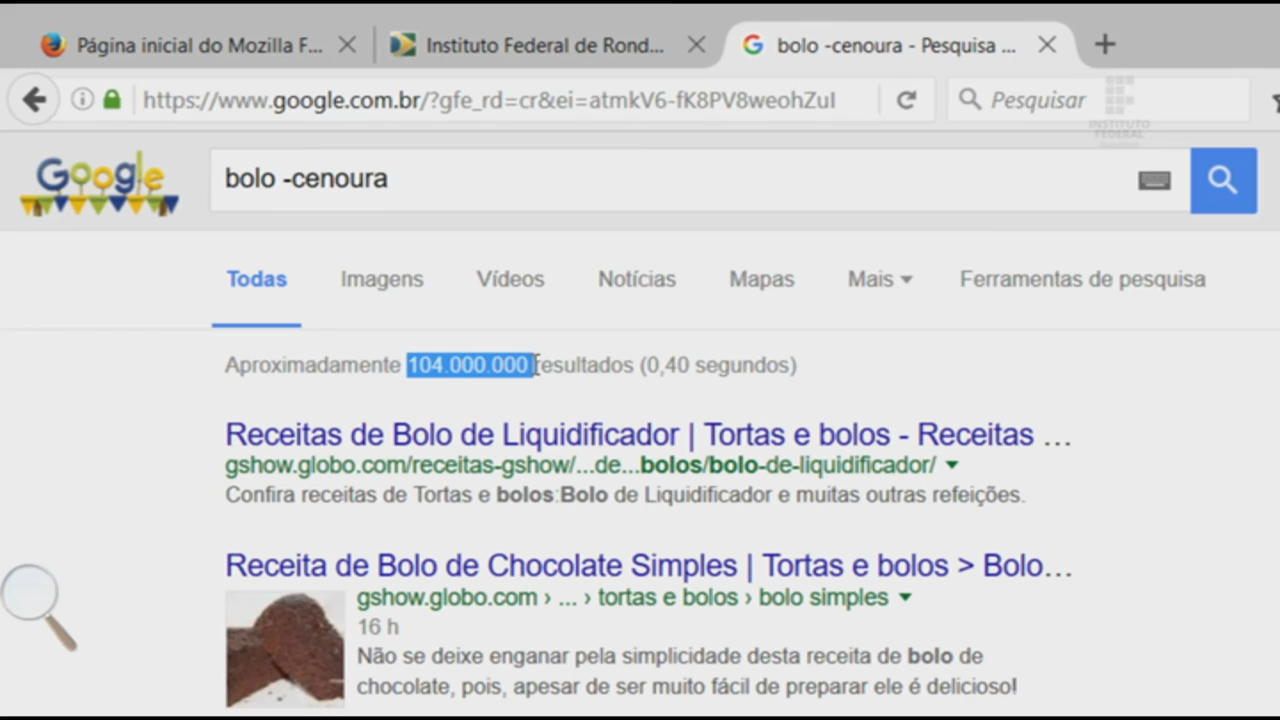 Página inicial do Mozilla F...
Instituto Federal de Rond...
bolo -cenoura - Pesquisa ...
https://www.google.com.br/?gfe_rd=cr&ei=atmkV6-fK8PV8weohZuI
Pesquisar
INSTITUTO
FEDERAL
Google
bolo -cenoura
Todas
Imagens
Vídeos
Notícias
Mapas
Mais
Ferramentas de pesquisa
Aproximadamente 104.000.000 resultados (0,40 segundos)
Receitas de Bolo de Liquidificador | Tortas e bolos - Receitas ...
gshow.globo.com/receitas-gshow/...de...bolos/bolo-de-liquidificador/
Confira receitas de Tortas e bolos:Bolo de Liquidificador e muitas outras refeições.
Receita de Bolo de Chocolate Simples | Tortas e bolos > Bolo...
gshow.globo.com › ... › tortas e bolos › bolo simples
16 h
Não se deixe enganar pela simplicidade desta receita de bolo de
chocolate, pois, apesar de ser muito fácil de preparar ele é delicioso!